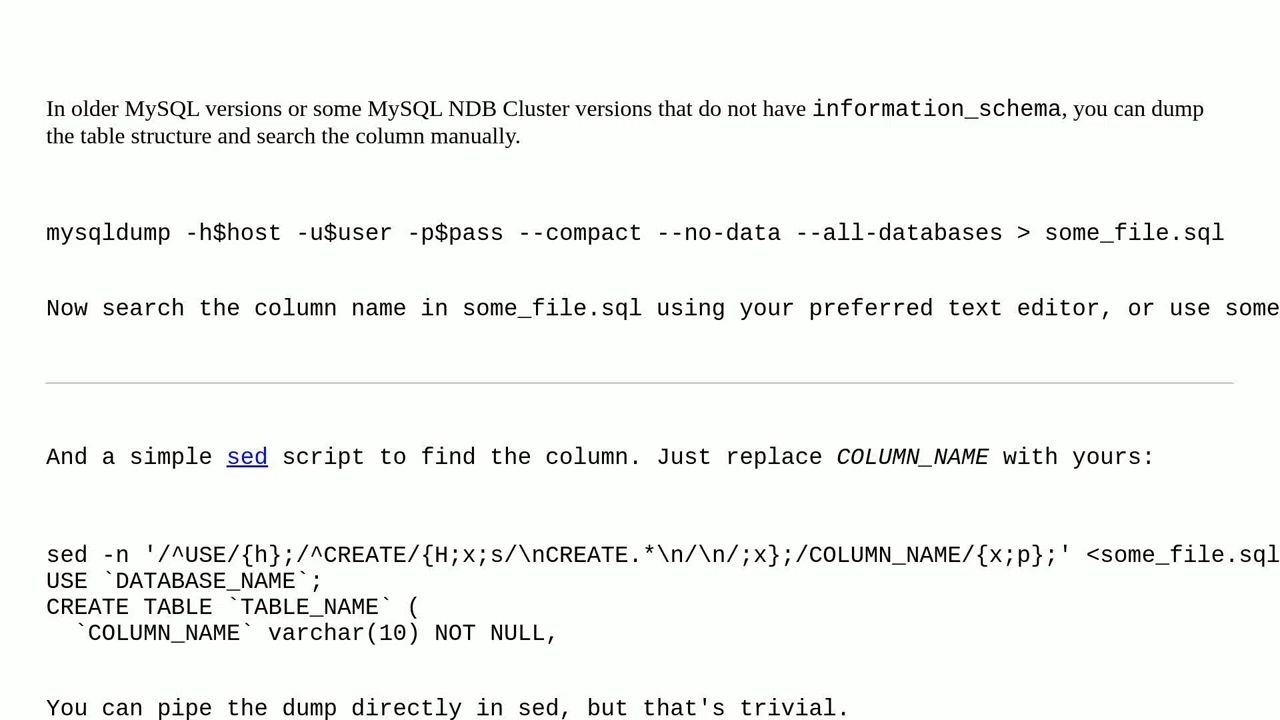 In older MySQL versions or some MySQL NDB Cluster versions that do not have information_schema, you can dump
the table structure and search the column manually.
mysqldump -h$host -u$user -p$pass --compact --no-data --all-databases > some_file.sql
Now search the column name in some_file.sql using your preferred text editor, or use some
And a simple sed script to find the column. Just replace COLUMN_NAME with yours:
sed -n '/^USE/{h};/^CREATE/{H;x;s/\nCREATE.*\n/\n/;x};/COLUMN_NAME/{x;p};' <some_file.sql
USE `DATABASE_NAME`;
CREATE TABLE `TABLE_NAME` (
  `COLUMN_NAME` varchar(10) NOT NULL,
You can pipe the dump directly in sed, but that's trivial.